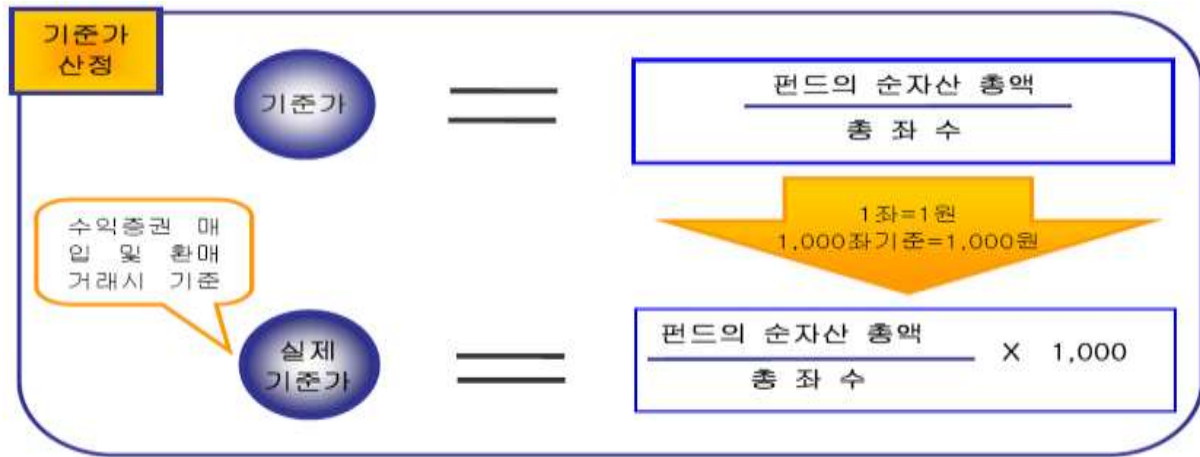 기준가
산정
기준가
펀드의 순자산 총액
총 좌 수
1좌=1원
1,000좌기준=1,000원
수익증권 매
입 및 환매
거래시 기준
실제
기준가
펀드의 순자산 총액
총 좌 수
X 1,000